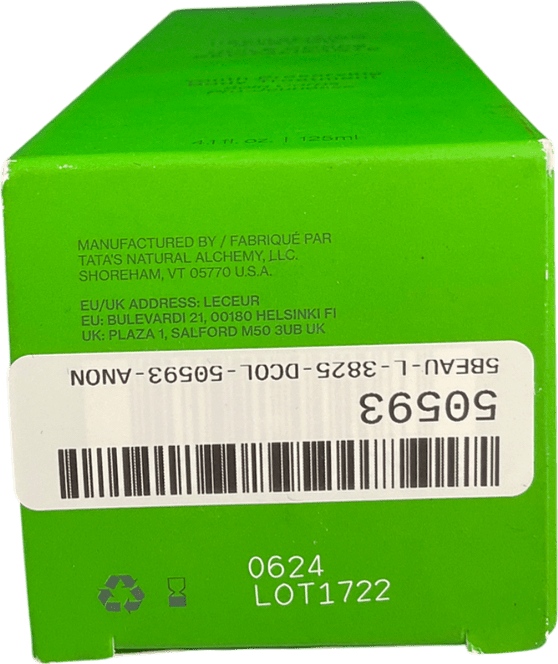 4.1 fl. oz. | 125ml
MANUFACTURED BY / FABRIQUÉ PAR
TATA'S NATURAL ALCHEMY, LLC.
SHOREHAM, VT 05770 U.S.A.
EU/UK ADDRESS: LECEUR
EU: BULEVARDI 21, 00180 HELSINKI FI
UK: PLAZA 1, SALFORD M50 3UB UK
5BEAU-L-3825-DCOL-50593-ANON
50593
0624
LOT1722